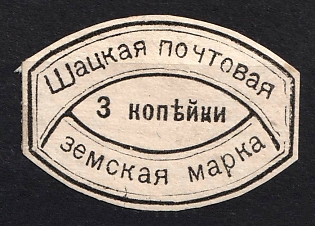 Шацкая почтовая
3 копѣйки
земская марка